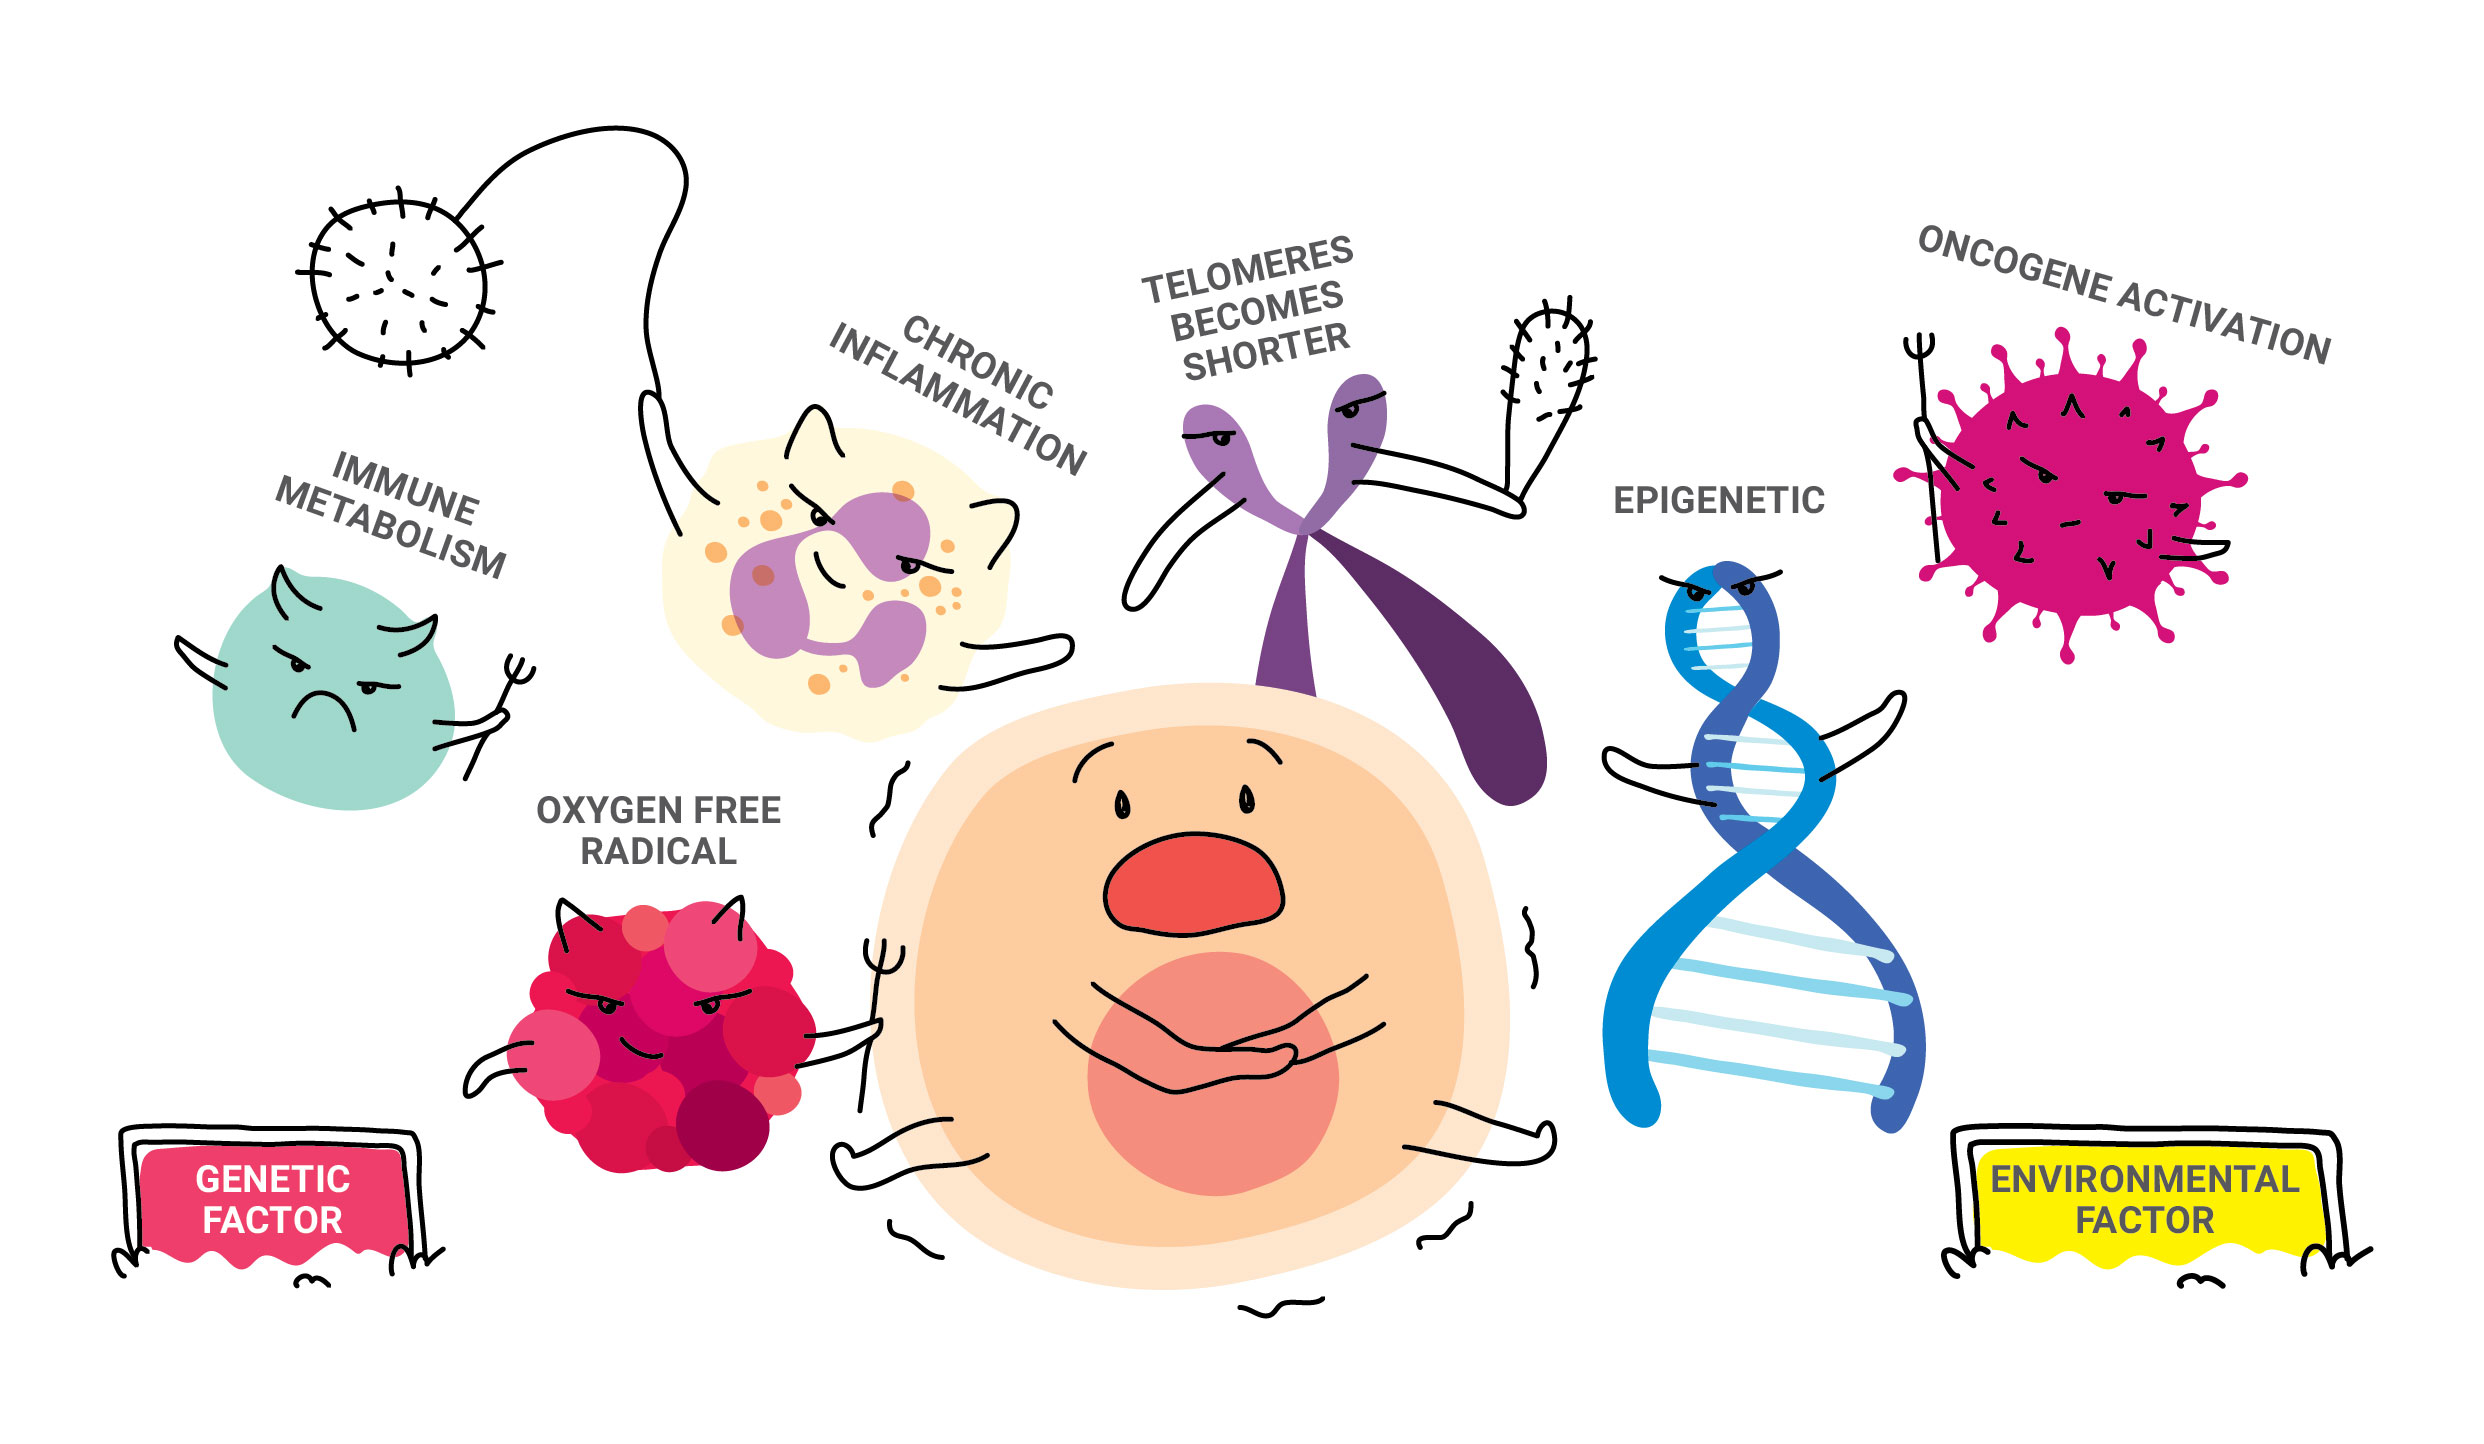 ONCOGENE ACTIVATION
TELOMERES
BECOMES
SHORTER
CHRONIC
INFLAMMATION
IMMUNE
METABOLISM
EPIGENETIC
OXYGEN FREE
RADICAL
GENETIC
FACTOR
ENVIRONMENTAL
FACTOR